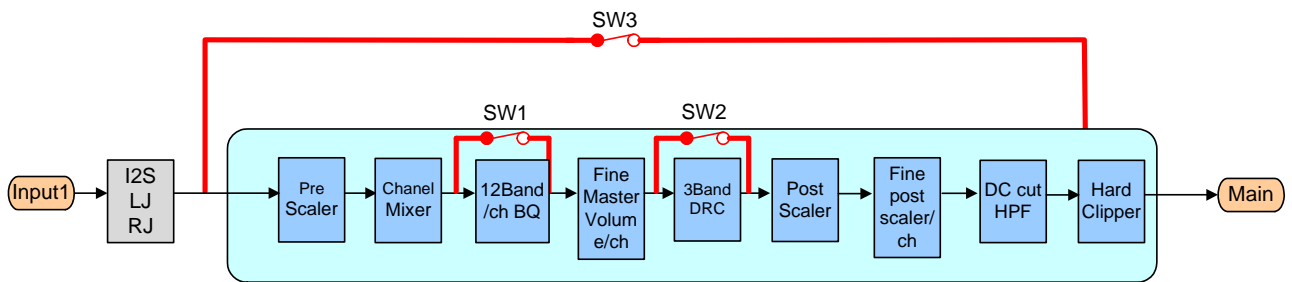 SW3
SW1
SW2
Input1
I2S
LJ
RJ
Pre
Scaler
Chanel
Mixer
12Band
/ch BQ
Fine
Master
Volum
e/ch
3Band
DRC
Post
Scaler
Fine
post
scaler/
ch
DC cut
HPF
Hard
Clipper
Main